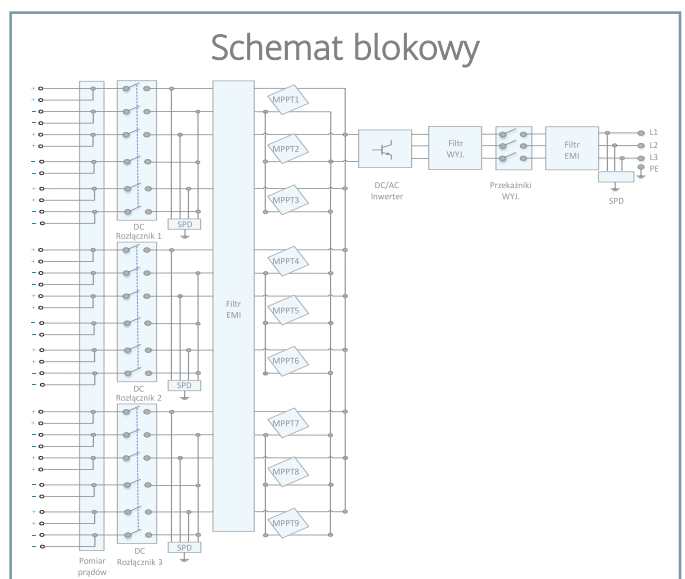 Schemat blokowy
MPPT1
MPPT2
MPPT3
DC
Rozłącznik 1
SPD
MPPT4
MPPT5
MPPT6
DC
Rozłącznik 2
SPD
Filtr
EMI
MPPT7
MPPT8
MPPT9
DC
Rozłącznik 3
SPD
Pomiar
prądów
DC/AC
Inwerter
Filtr
WYJ.
Przekaźniki
WYJ.
Filtr
EMI
L1
L2
L3
PE
SPD